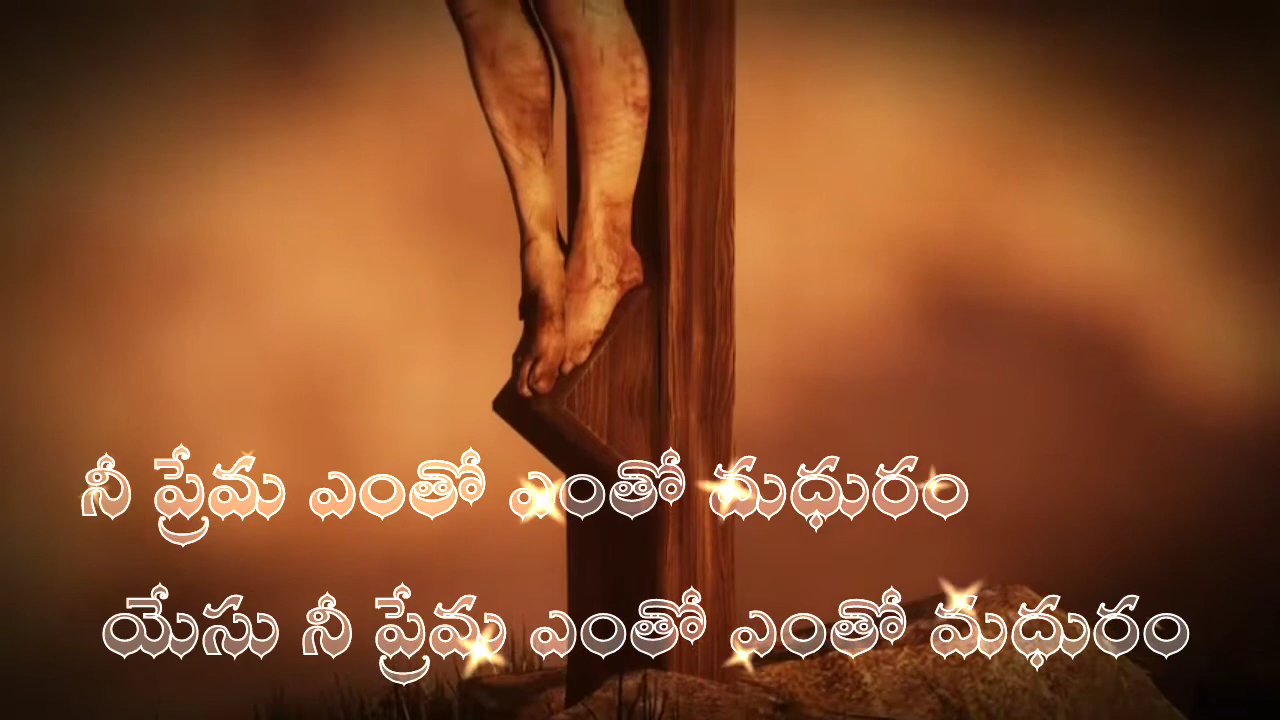 నీ ప్రేమ ఎంతో ఎంతో మధురం
యేసు నీ ప్రేమ ఎంతో ఎంతో మధురం